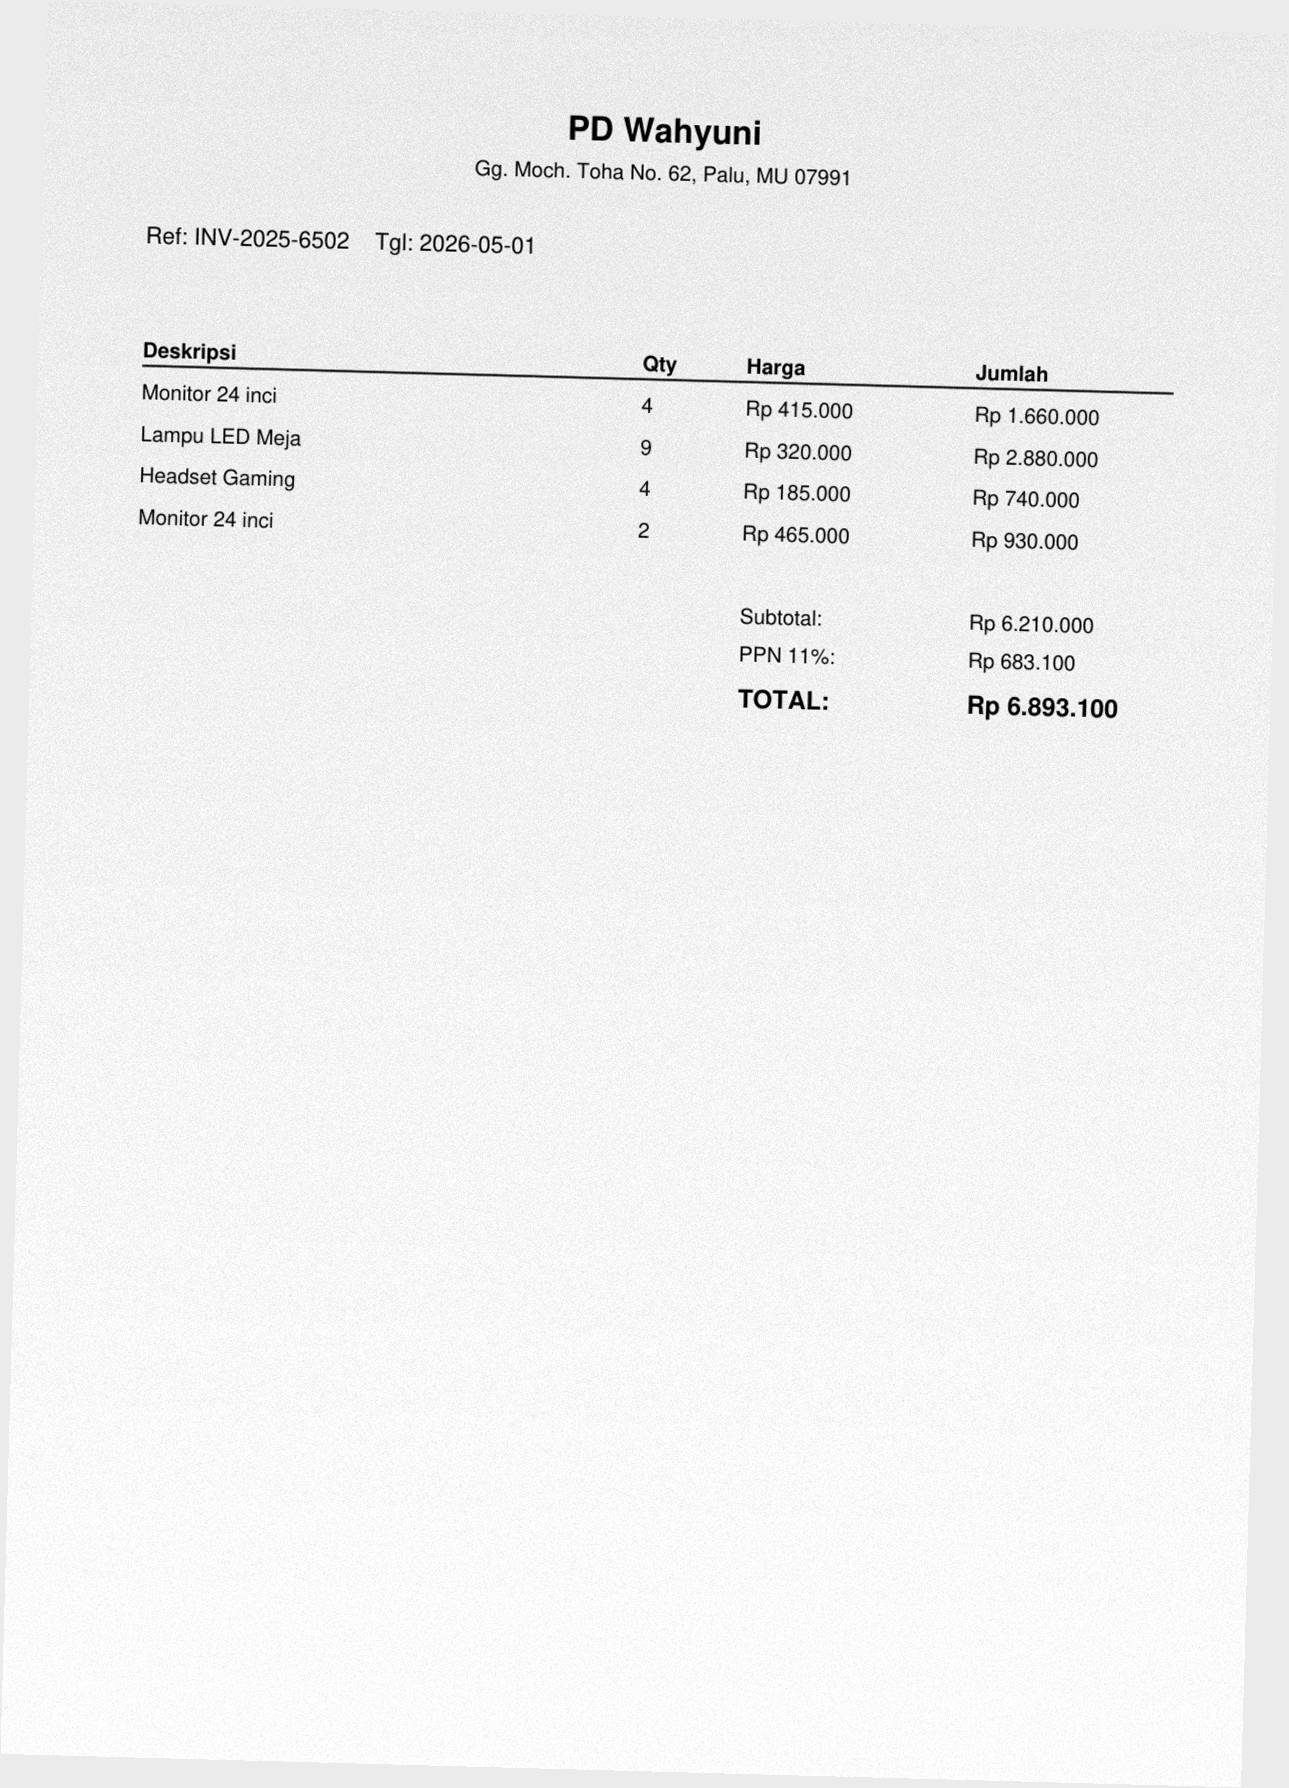 PD Wahyuni
Gg. Moch. Toha No. 62, Palu, MU 07991
Ref: INV-2025-6502 Tgl: 2026-05-01
Deskripsi Qty Harga Jumlah
Monitor 24 inci 4 Rp 415.000 Rp 1.660.000
Lampu LED Meja 9 Rp 320.000 Rp 2.880.000
Headset Gaming 4 Rp 185.000 Rp 740.000
Monitor 24 inci 2 Rp 465.000 Rp 930.000
Subtotal: Rp 6.210.000
PPN 11%: Rp 683.100
TOTAL: Rp 6.893.100